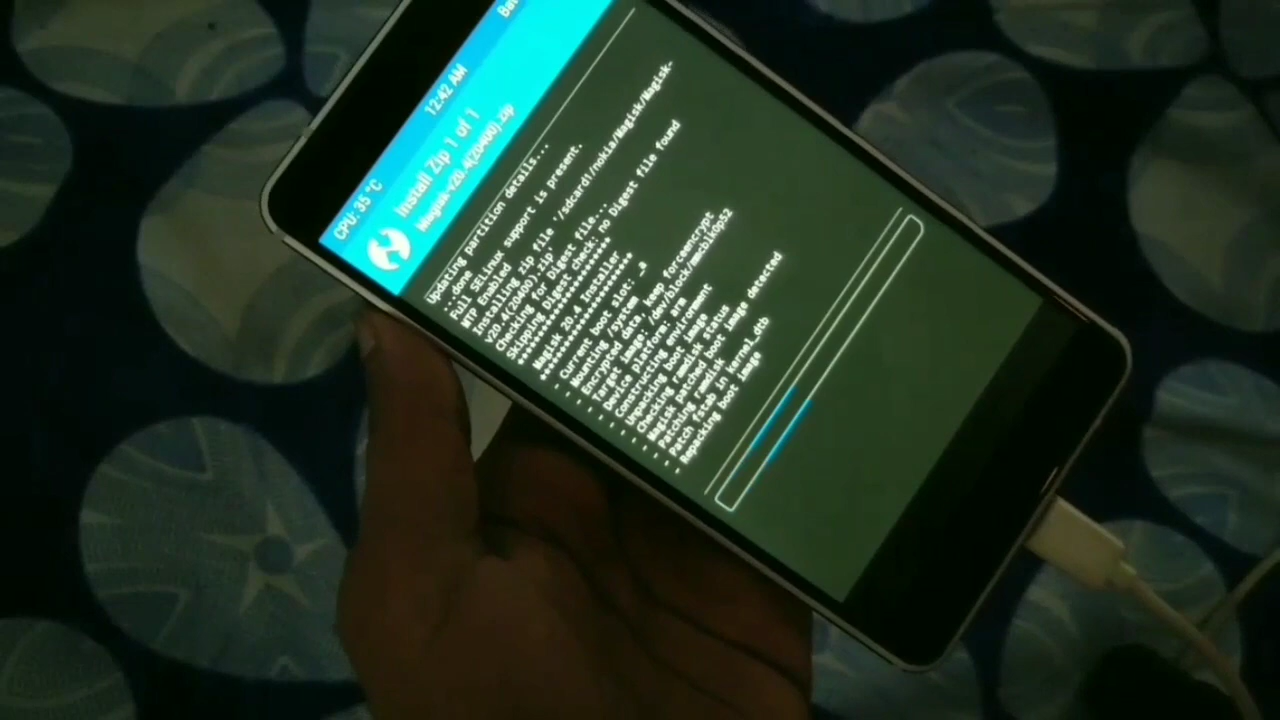 12:42 AM
CPU: 35 °C
Install Zip 1 of 1
Magisk-v20.4(20400).zip
Updating partition details...
...done
Full SELinux support is present.
MTP Enabled
Installing zip file '/sdcard1/nokia/Magisk/Magisk-
v20.4(20400).zip'
Checking for Digest file...
Skipping Digest check: no Digest file found
************************
Magisk 20.4 Installer
************************
- Current boot slot: _a
- Mounting /system
- Encrypted data, keep forceencrypt
- Target image: /dev/block/mmcblk0p52
- Device platform: arm
- Constructing environment
- Unpacking boot image
- Checking ramdisk status
- Magisk patched boot image detected
- Patching ramdisk
- Patch fstab in kernel_dtb
- Repacking boot image